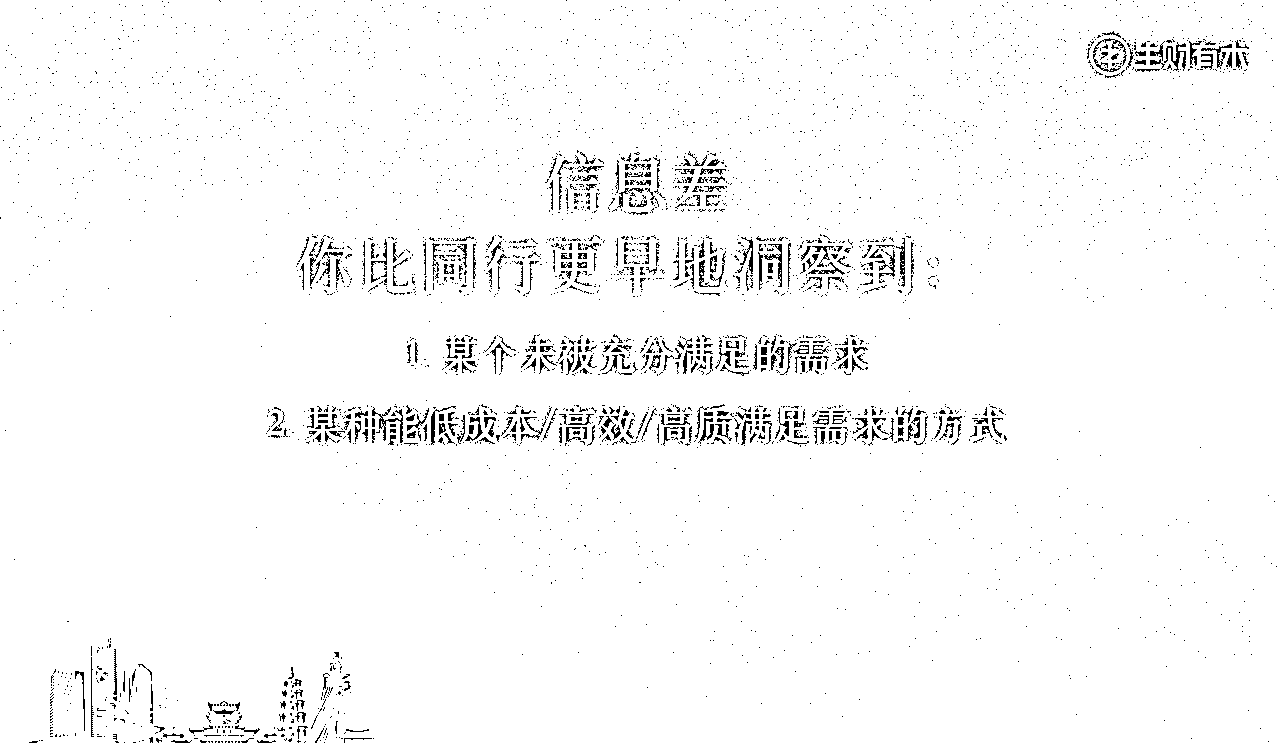 生财有术
信息差
你比同行更早地洞察到：
1. 某个未被充分满足的需求
2. 某种能低成本/高效/高质满足需求的方式